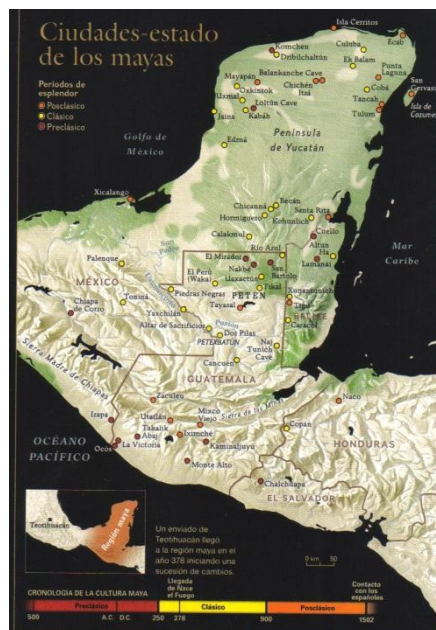 Ciudades-estado
de los mayas
Períodos de
esplendor
Posclásico
Clásico
Preclásico
Golfo de
México
Isla Cerritos
Komchen
Dzibilchaltún
Culuba
Ecab
Ek Balam
Mayapán
Balankanche Cave
Punta
Laguna
San
Gervasio
Oxkintok
Chichén
Itzá
Uxmal
Loltún Cave
Cobá
Jaina
Kabáh
Tancah
Tulum
Isla de
Cozumel
Edzná
Península
de Yucatán
Xicalango
Becán
Chicanná
Hormiguero
Kohunlich
Santa Rita
Calakmul
Cuello
Río Azul
Altun
Ha
Mar
Caribe
Palenque
El Mirador
Lamanai
San
Bartolo
Nakbé
MÉXICO
El Perú
(Waka)
Uaxactún
Xunantunich
Tikal
Piedras Negras
PETÉN
BELICE
Toniná
Tayasal
Chiapa
de Corzo
Yaxchilán
Caracol
Altar de Sacrificios
Dos Pilas
PETEXBATÚN
Naj
Tunich
Cave
Cancuén
Sierra Madre de Chiapas
GUATEMALA
Zaculeu
Mixco
Viejo
Sierra de las Minas
Naco
Izapa
Utatlán
Takalik
Abaj
Iximché
Copán
OCÉANO
PACÍFICO
La Victoria
Kaminaljuyú
HONDURAS
Ocós
Monte Alto
Chalchuapa
EL SALVADOR
Teotihuacán
Región maya
Un enviado de
Teotihuacán llegó
a la región maya en el
año 378 iniciando una
sucesión de cambios.
0 km 50
CRONOLOGÍA DE LA CULTURA MAYA
Llegada
de Nace
el Fuego
Contacto
con los
españoles
Preclásico
Clásico
Posclásico
500
A.C.
D.C.
250
378
900
1502